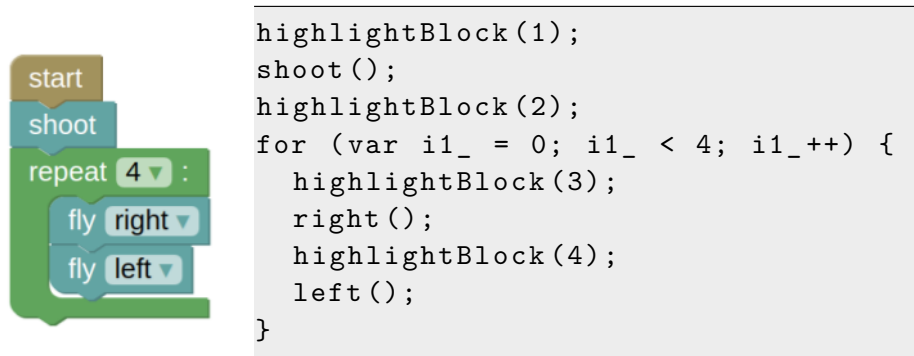 start
shoot
repeat 4 ▾ :
fly right ▾
fly left ▾
highlightBlock(1);
shoot();
highlightBlock(2);
for (var i1_ = 0; i1_ < 4; i1_++) {
  highlightBlock(3);
  right();
  highlightBlock(4);
  left();
}